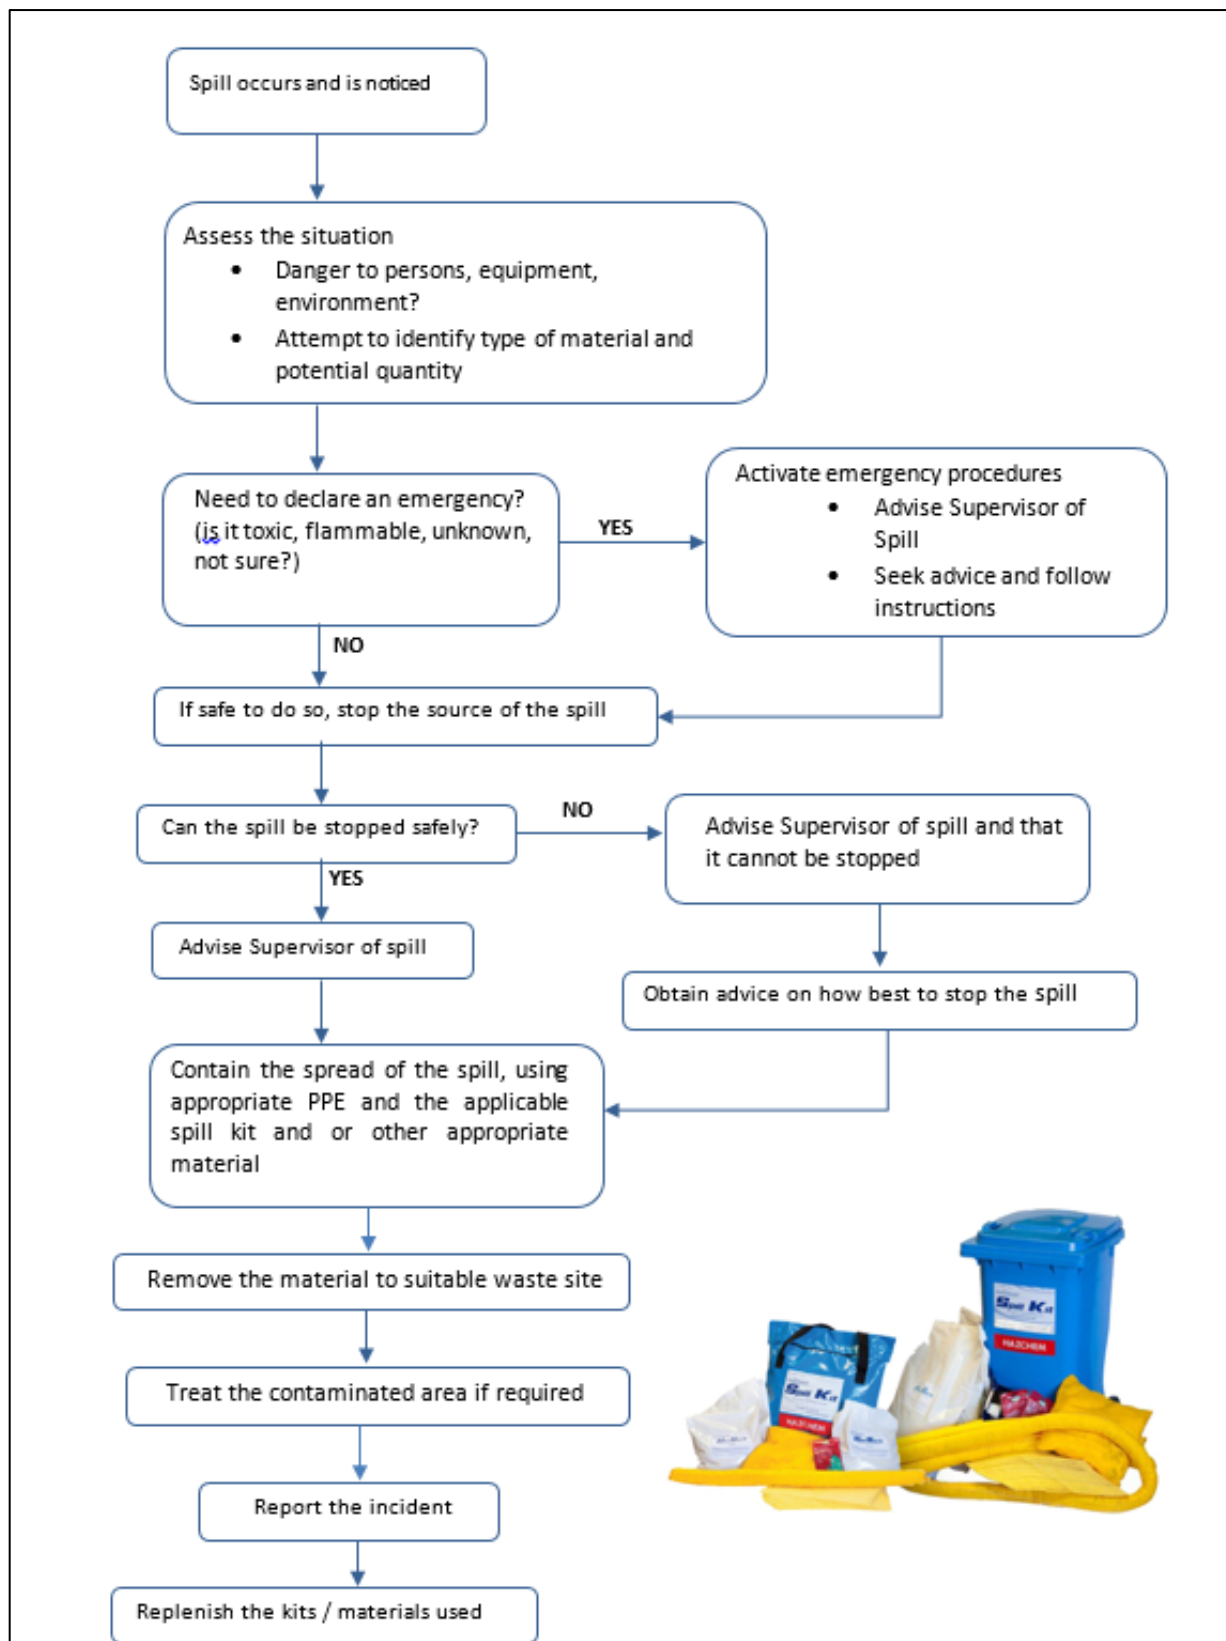 Spill occurs and is noticed
Assess the situation
• Danger to persons, equipment,
environment?
• Attempt to identify type of material and
potential quantity
Need to declare an emergency?
(is it toxic, flammable, unknown,
not sure?)
YES
Activate emergency procedures
• Advise Supervisor of
Spill
• Seek advice and follow
instructions
NO
If safe to do so, stop the source of the spill
Can the spill be stopped safely?
NO
Advise Supervisor of spill and that
it cannot be stopped
YES
Advise Supervisor of spill
Obtain advice on how best to stop the spill
Contain the spread of the spill, using
appropriate PPE and the applicable
spill kit and or other appropriate
material
Remove the material to suitable waste site
Treat the contaminated area if required
Report the incident
Replenish the kits / materials used
Spill Kit
HAZCHEM
Spill Kit
HAZCHEM